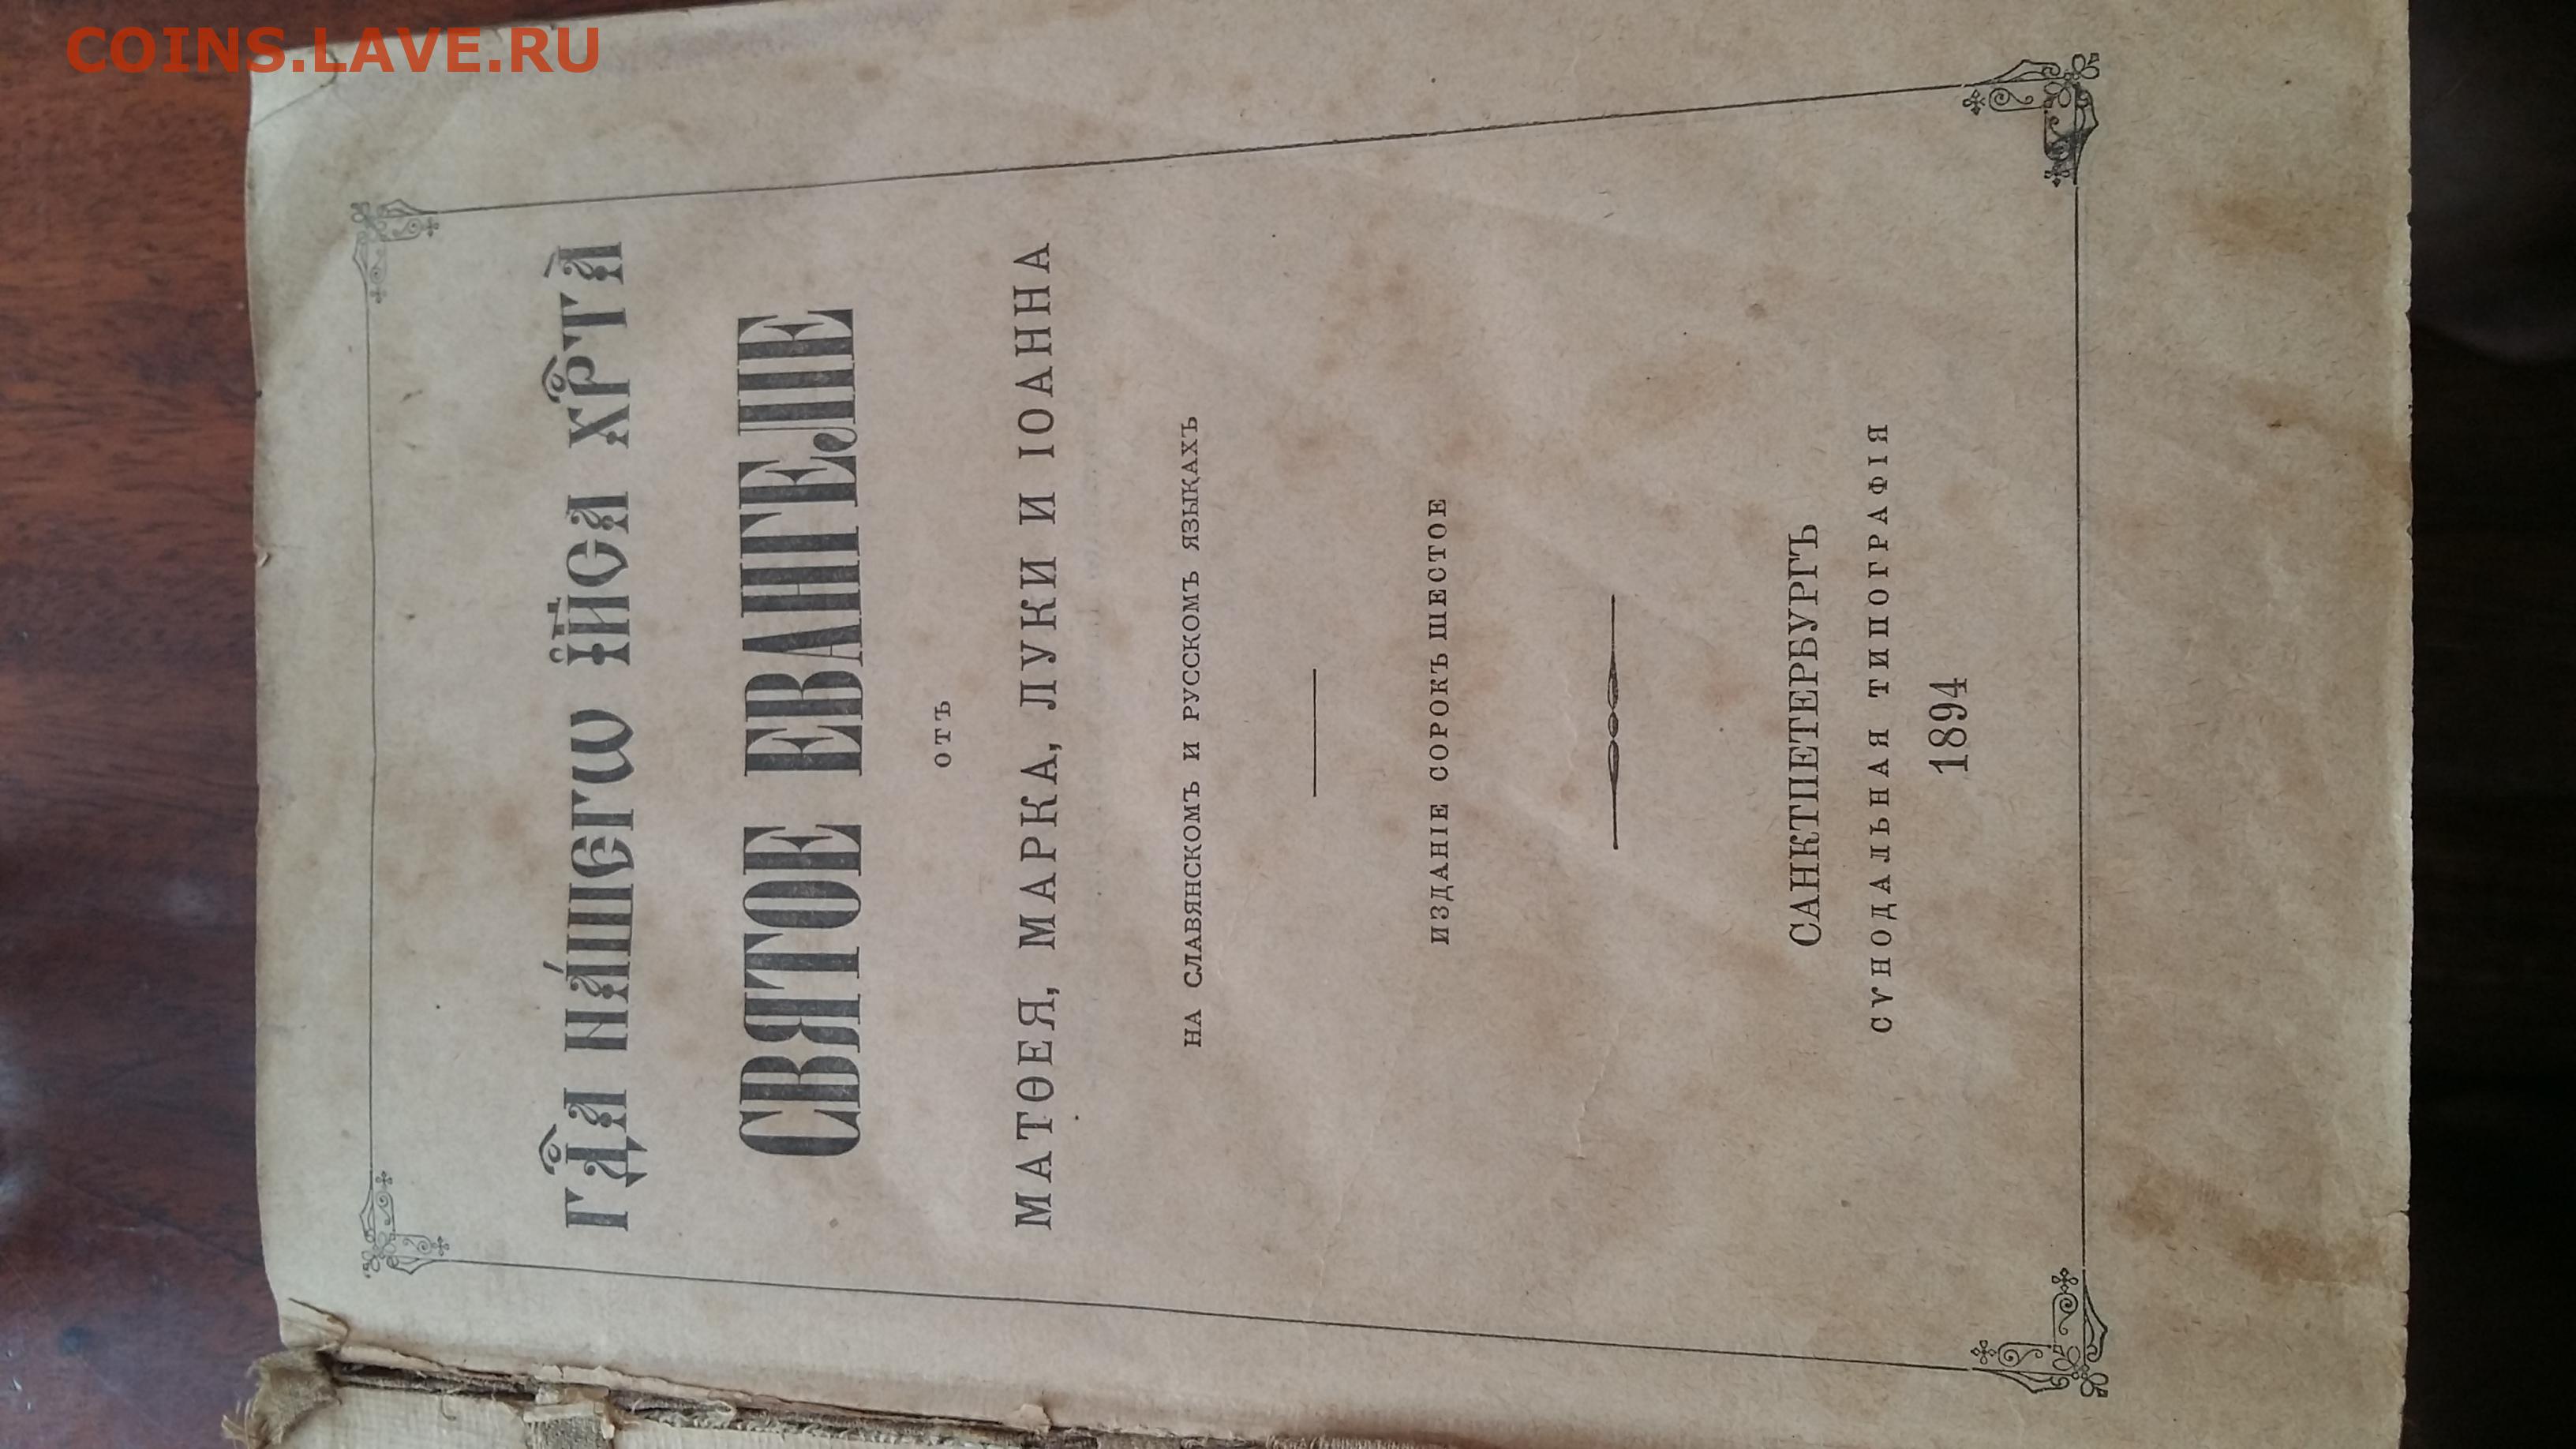 COINS.LAVE.RU
Гдⷭ҇а на́шегѡ і҆и҃са хрⷭ҇та̀
СВЯТОЕ ЕВАНГЕЛІЕ
ОТЪ
МАТѲЕЯ, МАРКА, ЛУКИ И ІОАННА
НА СЛАВЯНСКОМЪ И РУССКОМЪ ЯЗЫКАХЪ
ИЗДАНІЕ СОРОКЪ ШЕСТОЕ
САНКТПЕТЕРБУРГЪ
СѴНОДАЛЬНАЯ ТИПОГРАФІЯ
1894